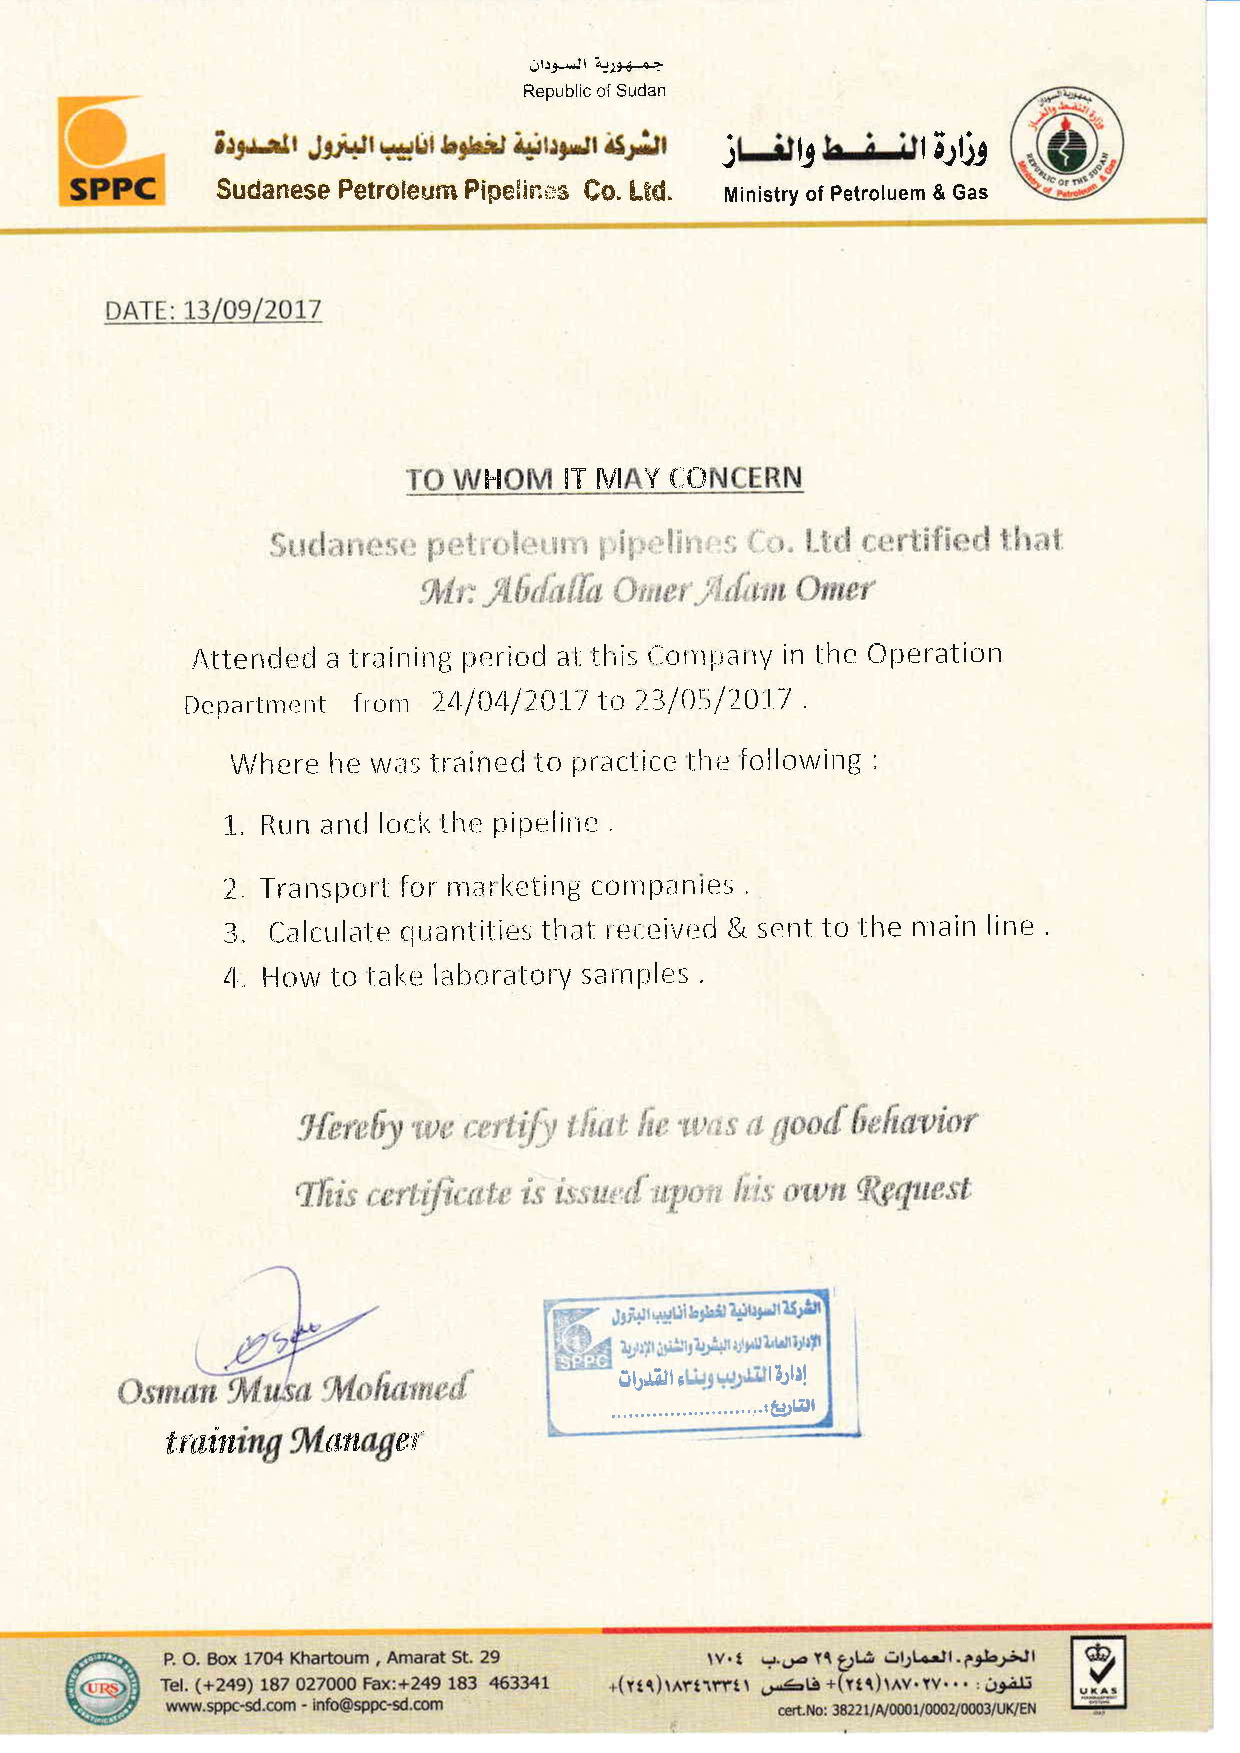 جمهورية السودان
Republic of Sudan
SPPC
الشركة السودانية لخطوط انابيب البترول المحدودة
Sudanese Petroleum Pipelines Co. Ltd.
وزارة النفط والغاز
Ministry of Petroluem & Gas
DATE: 13/09/2017
TO WHOM IT MAY CONCERN
Sudanese petroleum pipelines Co. Ltd certified that
Mr: Abdalla Omer Adam Omer
Attended a training period at this Company in the Operation
Department from 24/04/2017 to 23/05/2017 .
Where he was trained to practice the following :
1. Run and lock the pipeline .
2. Transport for marketing companies .
3. Calculate quantities that received & sent to the main line .
4. How to take laboratory samples .
Hereby we certify that he was a good behavior
This certificate is issued upon his own Request
Osman Musa Mohamed
training Manager
الشركة السودانية لخطوط أنابيب البترول
الإدارة العامة للموارد البشرية والشئون الإدارية
إدارة التدريب وبناء القدرات
التاريخ: ..........................
SPPC
P. O. Box 1704 Khartoum , Amarat St. 29
Tel. (+249) 187 027000 Fax:+249 183 463341
www.sppc-sd.com - info@sppc-sd.com
URS
الخرطوم. العمارات شارع ٢٩ ص.ب ١٧٠٤
تلفون : ١٨٧٠٢٧٠٠٠(٢٤٩)+ فاكس ١٨٣٤٦٣٣٤١(٢٤٩)+
cert.No: 38221/A/0001/0002/0003/UK/EN
UKAS